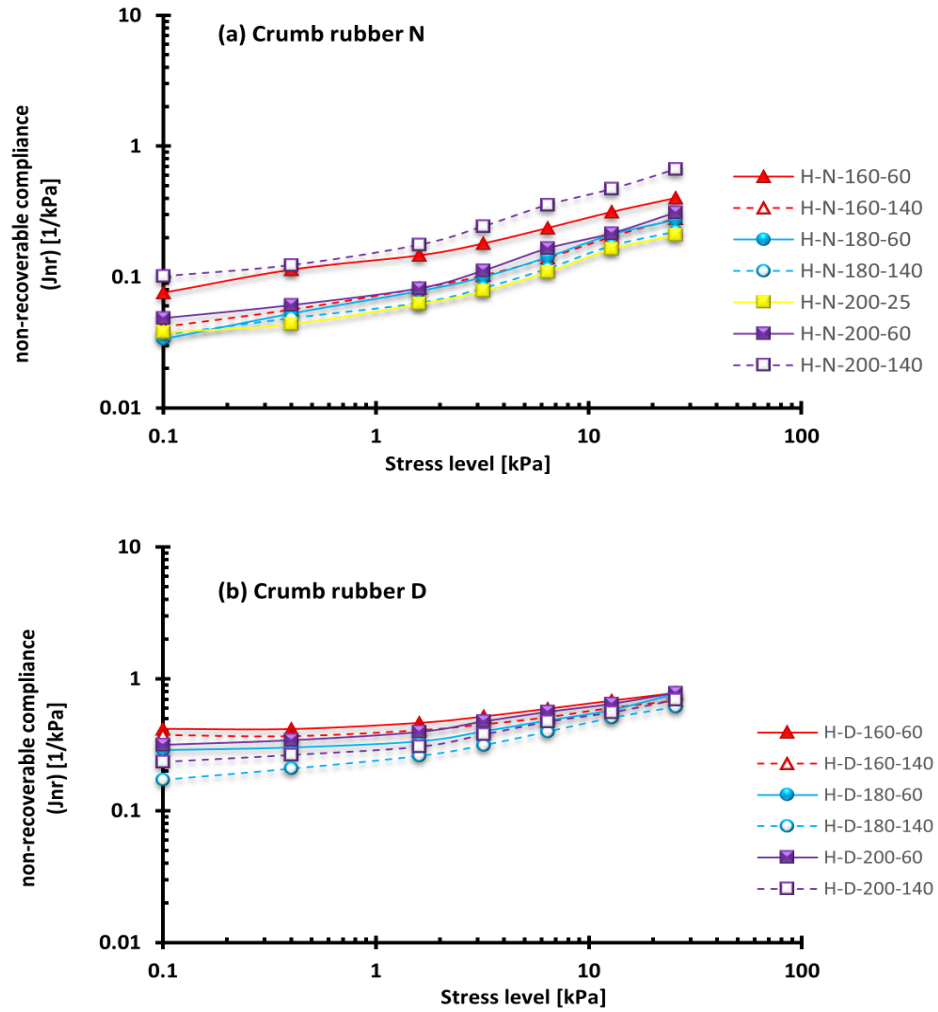 (a) Crumb rubber N
10
1
0.1
0.01
non-recoverable compliance
(Jnr) [1/kPa]
0.1
1
10
100
Stress level [kPa]
H-N-160-60
H-N-160-140
H-N-180-60
H-N-180-140
H-N-200-25
H-N-200-60
H-N-200-140
(b) Crumb rubber D
10
1
0.1
0.01
non-recoverable compliance
(Jnr) [1/kPa]
0.1
1
10
100
Stress level [kPa]
H-D-160-60
H-D-160-140
H-D-180-60
H-D-180-140
H-D-200-60
H-D-200-140